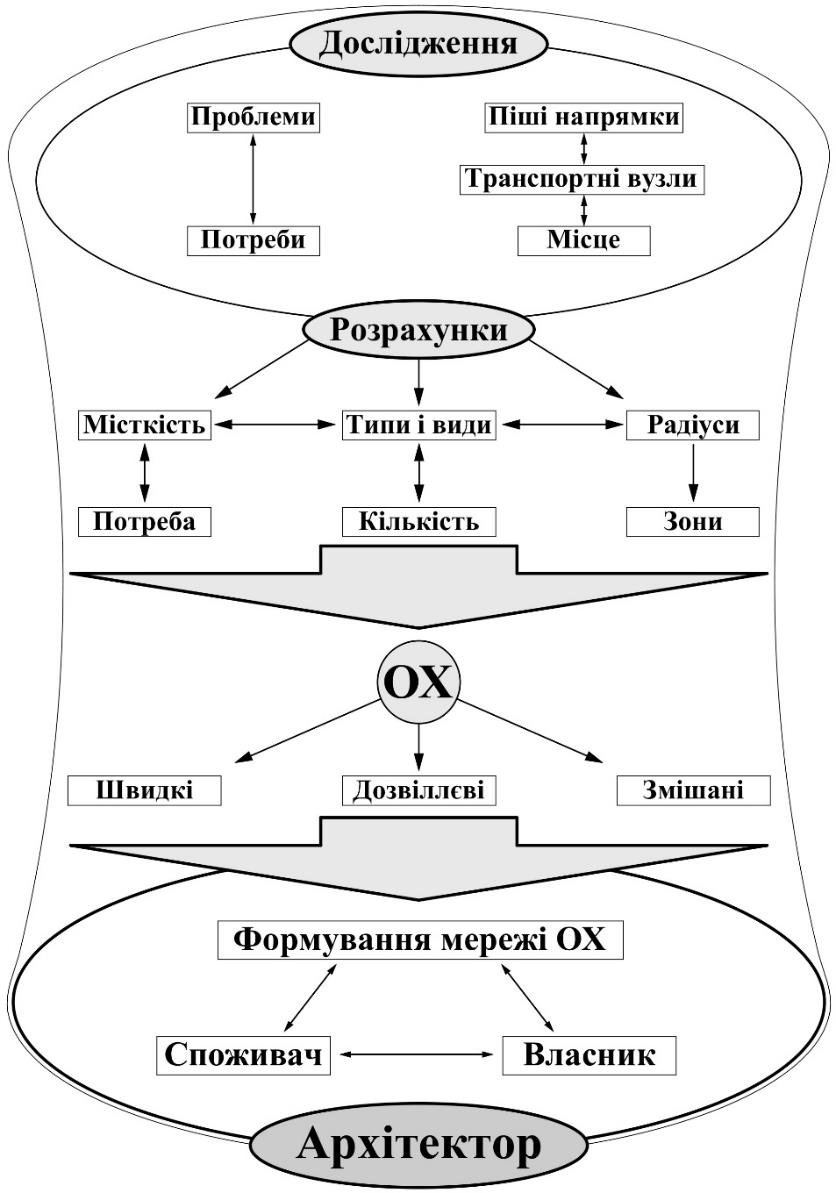 Дослідження
Проблеми
Піші напрямки
Транспортні вузли
Потреби
Місце
Розрахунки
Місткість
Типи і види
Радіуси
Потреба
Кількість
Зони
ОХ
Швидкі
Дозвіллєві
Змішані
Формування мережі ОХ
Споживач
Власник
Архітектор